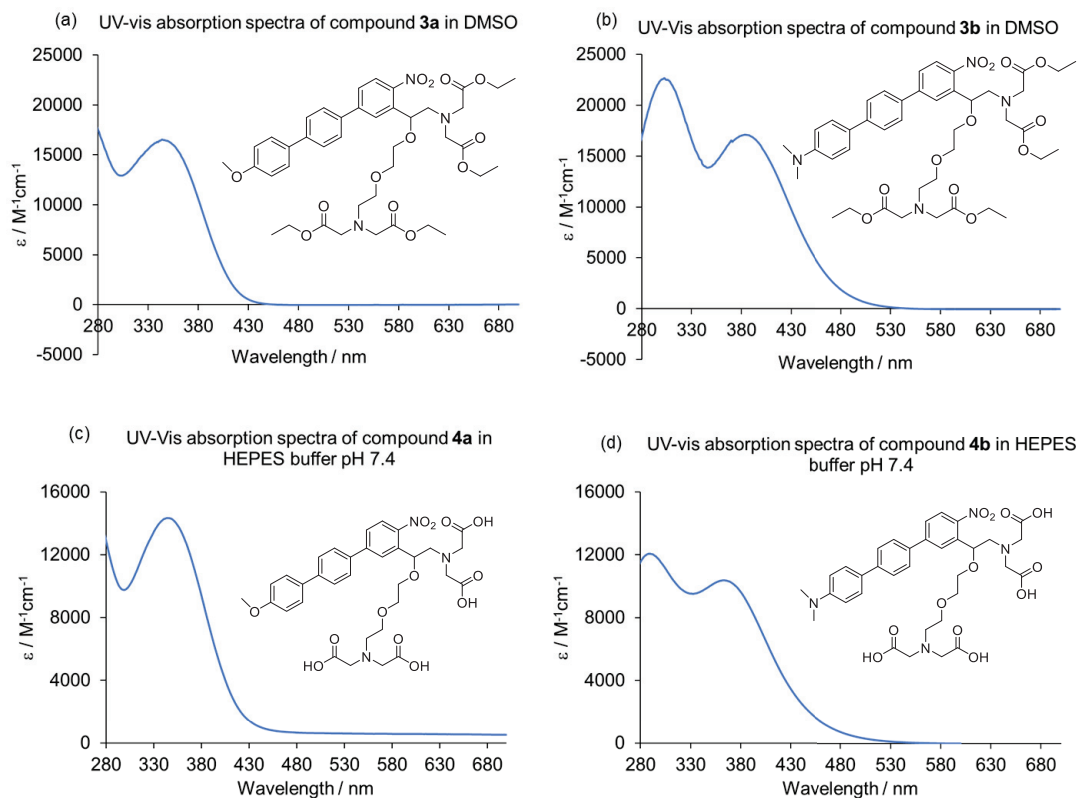 (a)
UV-vis absorption spectra of compound 3a in DMSO
25000
20000
15000
10000
5000
0
-5000
ε / M⁻¹cm⁻¹
280 330 380 430 480 530 580 630 680
Wavelength / nm
NO₂
O
O
N
O
O
O
O
O
N
O
O
O
O
(b)
UV-Vis absorption spectra of compound 3b in DMSO
25000
20000
15000
10000
5000
0
-5000
ε / M⁻¹cm⁻¹
280 330 380 430 480 530 580 630 680
Wavelength / nm
NO₂
O
O
N
O
O
O
N
O
O
N
O
O
O
(c)
UV-Vis absorption spectra of compound 4a in
HEPES buffer pH 7.4
16000
12000
8000
4000
0
ε / M⁻¹cm⁻¹
280 330 380 430 480 530 580 630 680
Wavelength / nm
NO₂
O
OH
N
O
O
OH
O
O
O
N
O
HO
OH
(d)
UV-vis absorption spectra of compound 4b in HEPES
buffer pH 7.4
16000
12000
8000
4000
0
ε / M⁻¹cm⁻¹
280 330 380 430 480 530 580 630 680
Wavelength / nm
NO₂
O
OH
N
O
O
OH
N
O
O
N
O
HO
OH